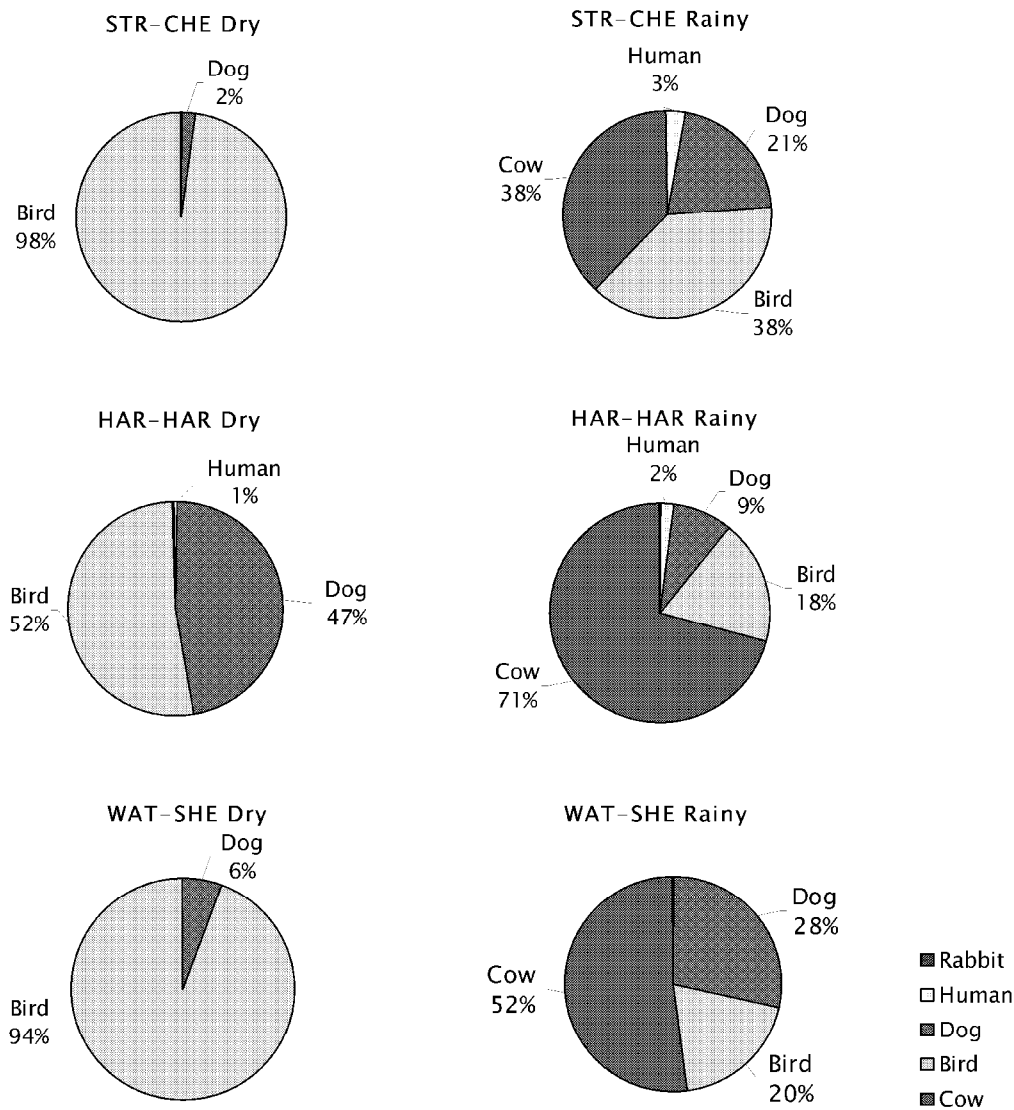 STR-CHE Dry
Dog
2%
Bird
98%
STR-CHE Rainy
Human
3%
Dog
21%
Cow
38%
Bird
38%
HAR-HAR Dry
Human
1%
Bird
52%
Dog
47%
HAR-HAR Rainy
Human
2%
Dog
9%
Bird
18%
Cow
71%
WAT-SHE Dry
Dog
6%
Bird
94%
WAT-SHE Rainy
Dog
28%
Cow
52%
Bird
20%
Rabbit
Human
Dog
Bird
Cow